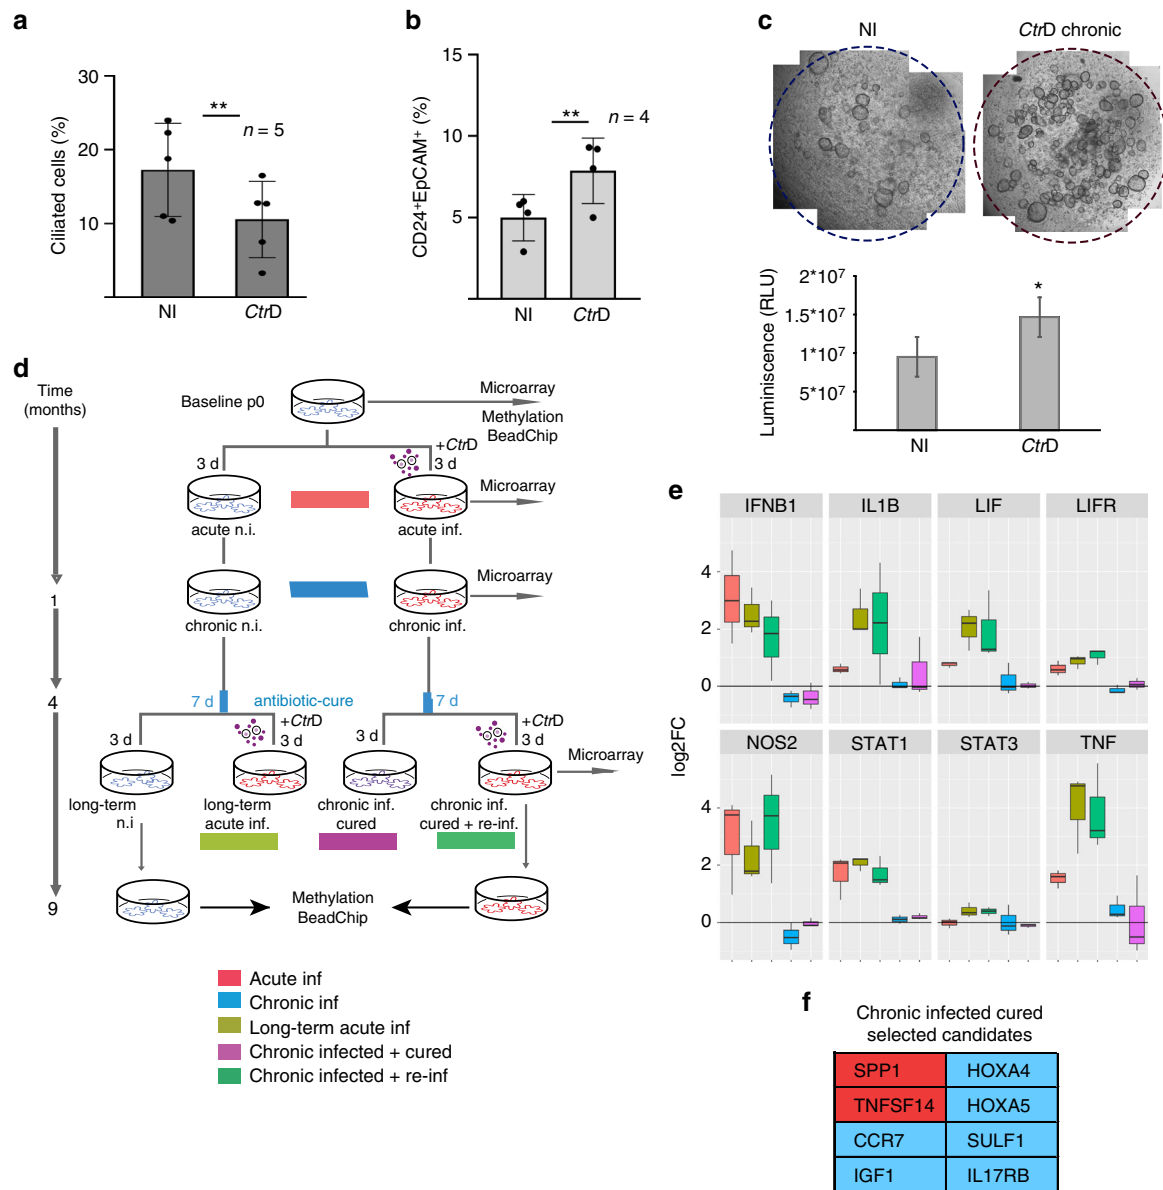 a
30
20
10
Ciliated cells (%)
**
n = 5
NI
CtrD
b
15
10
5
CD24+EpCAM+ (%)
**
n = 4
NI
CtrD
c
NI
CtrD chronic
2*10^7
1.5*10^7
1*10^7
5*10^7
Luminiscence (RLU)
*
NI
CtrD
d
Time
(months)
1
4
9
Baseline p0
Microarray
Methylation
BeadChip
3 d
+CtrD
3 d
Microarray
acute n.i.
acute inf.
Microarray
chronic n.i.
chronic inf.
7 d
antibiotic-cure
7 d
3 d
+CtrD
3 d
3 d
+CtrD
3 d
Microarray
long-term
n.i
long-term
acute inf.
chronic inf.
cured
chronic inf.
cured + re-inf.
Methylation
BeadChip
Acute inf
Chronic inf
Long-term acute inf
Chronic infected + cured
Chronic infected + re-inf
e
IFNB1
IL1B
LIF
LIFR
4
2
0
log2FC
NOS2
STAT1
STAT3
TNF
4
2
0
f
Chronic infected cured
selected candidates
SPP1
HOXA4
TNFSF14
HOXA5
CCR7
SULF1
IGF1
IL17RB